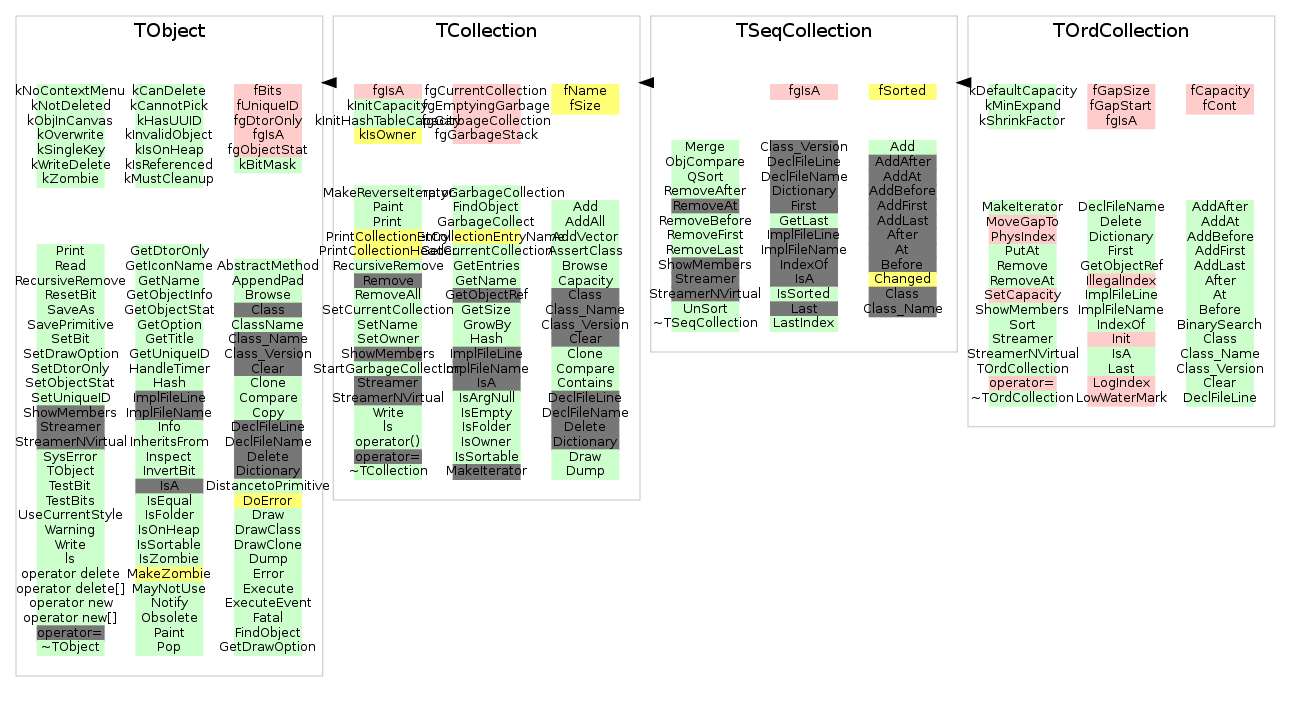 TObject
kNoContextMenu
kNotDeleted
kObjInCanvas
kOverwrite
kSingleKey
kWriteDelete
kZombie
kCanDelete
kCannotPick
kHasUUID
kInvalidObject
kIsOnHeap
kIsReferenced
kMustCleanup
fBits
fUniqueID
fgDtorOnly
fgIsA
fgObjectStat
kBitMask
Print
Read
RecursiveRemove
ResetBit
SaveAs
SavePrimitive
SetBit
SetDrawOption
SetDtorOnly
SetObjectStat
SetUniqueID
ShowMembers
Streamer
StreamerNVirtual
SysError
TObject
TestBit
TestBits
UseCurrentStyle
Warning
Write
ls
operator delete
operator delete[]
operator new
operator new[]
operator=
~TObject
GetDtorOnly
GetIconName
GetName
GetObjectInfo
GetObjectStat
GetOption
GetTitle
GetUniqueID
HandleTimer
Hash
ImplFileLine
ImplFileName
Info
InheritsFrom
Inspect
InvertBit
IsA
IsEqual
IsFolder
IsOnHeap
IsSortable
IsZombie
MakeZombie
MayNotUse
Notify
Obsolete
Paint
Pop
AbstractMethod
AppendPad
Browse
Class
ClassName
Class_Name
Class_Version
Clear
Clone
Compare
Copy
DeclFileLine
DeclFileName
Delete
Dictionary
DistancetoPrimitive
DoError
Draw
DrawClass
DrawClone
Dump
Error
Execute
ExecuteEvent
Fatal
FindObject
GetDrawOption
TCollection
fgIsA
kInitCapacity
kInitHashTableCapacity
kIsOwner
fgCurrentCollection
fgEmptyingGarbage
fgGarbageCollection
fgGarbageStack
fName
fSize
MakeReverseIterator
Paint
Print
PrintCollectionEntry
PrintCollectionHeader
RecursiveRemove
Remove
RemoveAll
SetCurrentCollection
SetName
SetOwner
ShowMembers
StartGarbageCollection
Streamer
StreamerNVirtual
Write
ls
operator()
operator=
~TCollection
GarbageCollection
FindObject
GarbageCollect
GetCollectionEntryName
GetCurrentCollection
GetEntries
GetName
GetObjectRef
GetSize
GrowBy
Hash
ImplFileLine
ImplFileName
IsA
IsArgNull
IsEmpty
IsFolder
IsOwner
IsSortable
MakeIterator
Add
AddAll
AddVector
AssertClass
Browse
Capacity
Class
Class_Name
Class_Version
Clear
Clone
Compare
Contains
DeclFileLine
DeclFileName
Delete
Dictionary
Draw
Dump
TSeqCollection
fgIsA
fSorted
Merge
ObjCompare
QSort
RemoveAfter
RemoveAt
RemoveBefore
RemoveFirst
RemoveLast
ShowMembers
Streamer
StreamerNVirtual
UnSort
~TSeqCollection
Class_Version
DeclFileLine
DeclFileName
Dictionary
First
GetLast
ImplFileLine
ImplFileName
IndexOf
IsA
IsSorted
Last
LastIndex
Add
AddAfter
AddAt
AddBefore
AddFirst
AddLast
After
At
Before
Changed
Class
Class_Name
TOrdCollection
kDefaultCapacity
kMinExpand
kShrinkFactor
fGapSize
fGapStart
fgIsA
fCapacity
fCont
MakeIterator
MoveGapTo
PhysIndex
PutAt
Remove
RemoveAt
SetCapacity
ShowMembers
Sort
Streamer
StreamerNVirtual
TOrdCollection
operator=
~TOrdCollection
DeclFileName
Delete
Dictionary
First
GetObjectRef
IllegalIndex
ImplFileLine
ImplFileName
IndexOf
Init
IsA
Last
LogIndex
LowWaterMark
AddAfter
AddAt
AddBefore
AddFirst
AddLast
After
At
Before
BinarySearch
Class
Class_Name
Class_Version
Clear
DeclFileLine